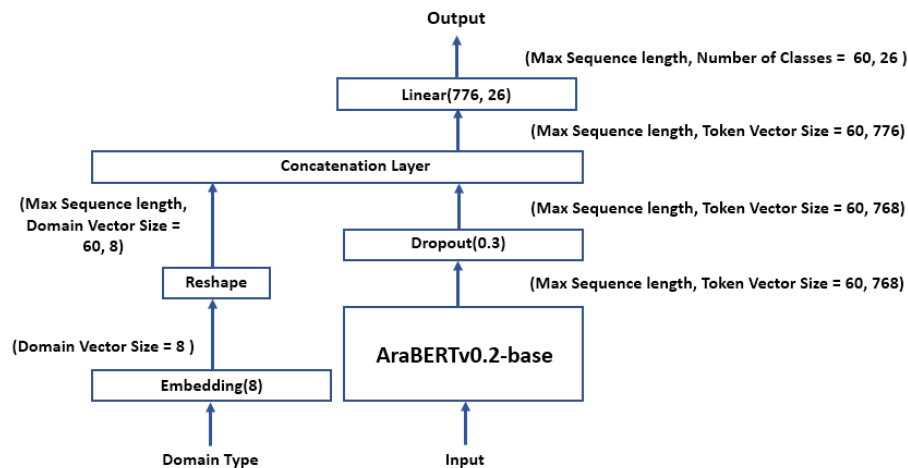 Output
(Max Sequence length, Number of Classes = 60, 26 )
Linear(776, 26)
(Max Sequence length, Token Vector Size = 60, 776)
Concatenation Layer
(Max Sequence length,
Domain Vector Size =
60, 8)
(Max Sequence length, Token Vector Size = 60, 768)
Dropout(0.3)
Reshape
(Max Sequence length, Token Vector Size = 60, 768)
(Domain Vector Size = 8 )
AraBERTv0.2-base
Embedding(8)
Domain Type
Input